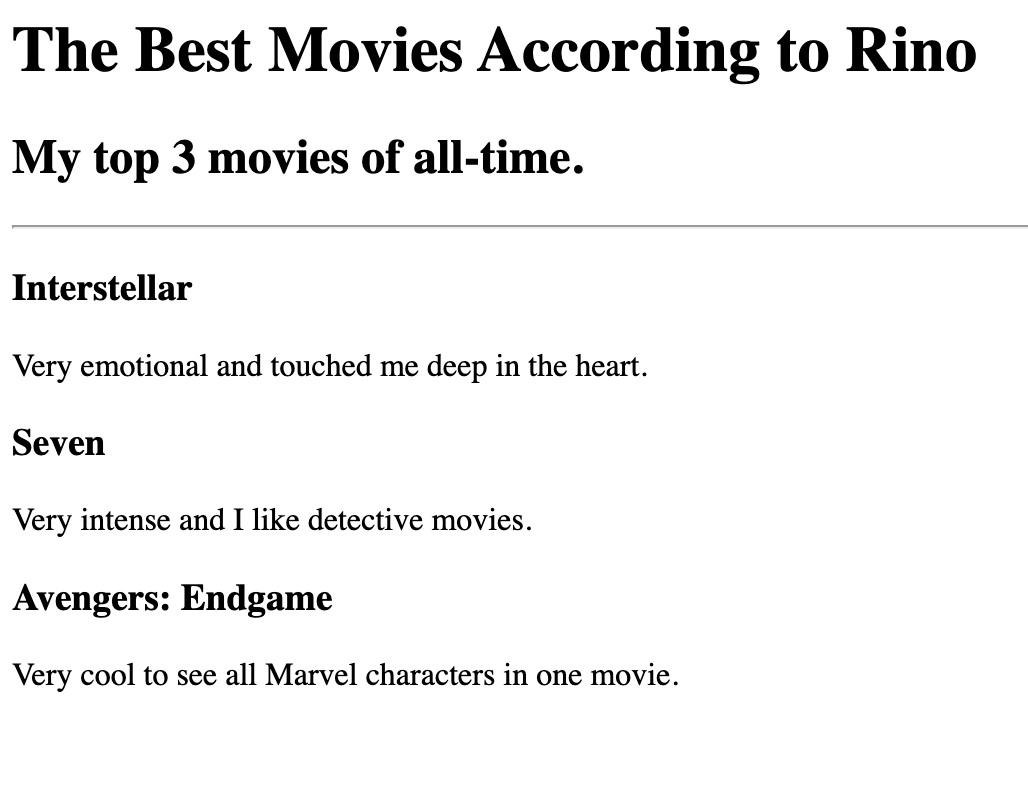 The Best Movies According to Rino
My top 3 movies of all-time.
Interstellar
Very emotional and touched me deep in the heart.
Seven
Very intense and I like detective movies.
Avengers: Endgame
Very cool to see all Marvel characters in one movie.